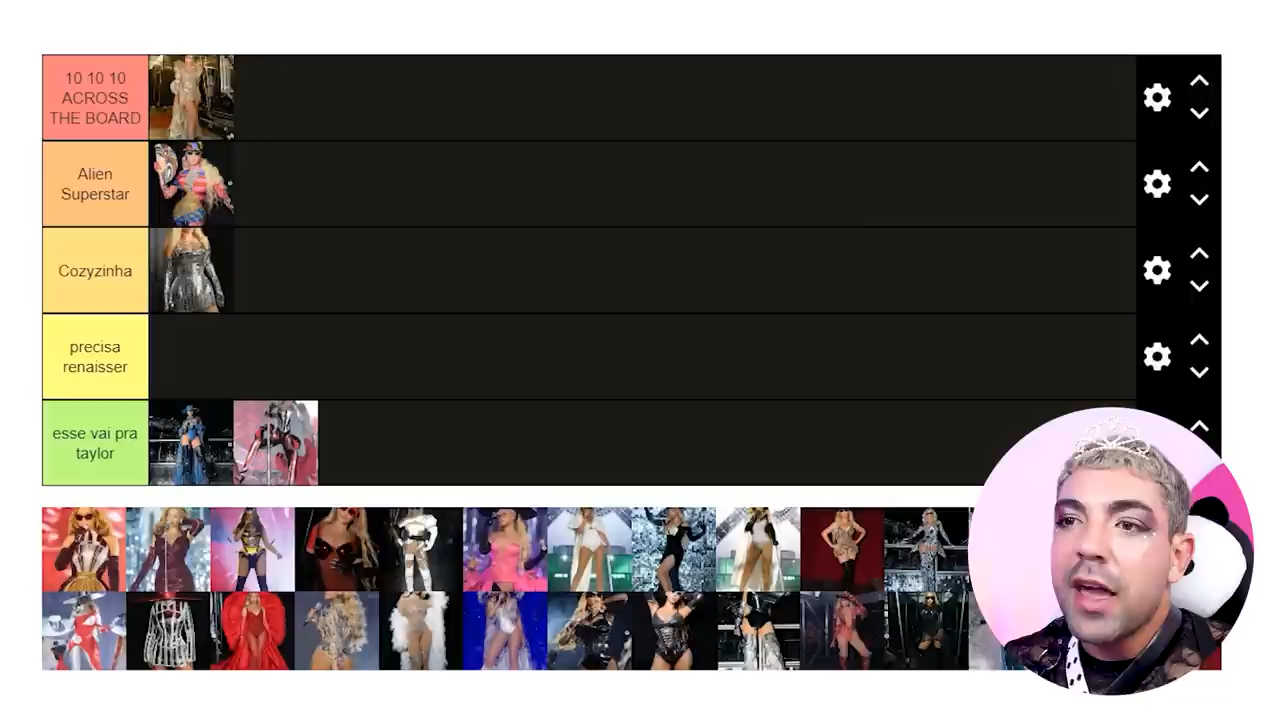 10 10 10
ACROSS
THE BOARD
Alien
Superstar
Cozyzinha
precisa
renaisser
esse vai pra
taylor